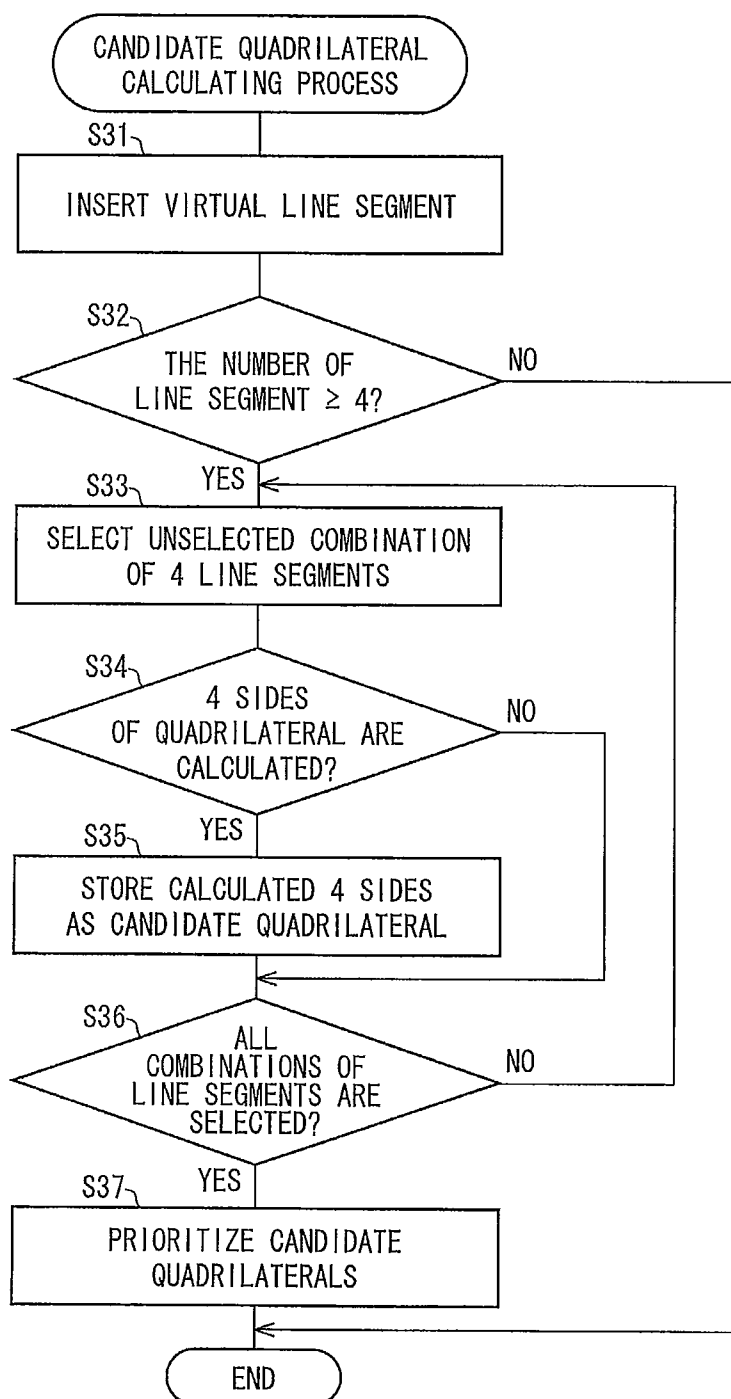 CANDIDATE QUADRILATERAL
CALCULATING PROCESS
S31
INSERT VIRTUAL LINE SEGMENT
S32
THE NUMBER OF
LINE SEGMENT ≥ 4?
NO
YES
S33
SELECT UNSELECTED COMBINATION
OF 4 LINE SEGMENTS
S34
4 SIDES
OF QUADRILATERAL ARE
CALCULATED?
NO
YES
S35
STORE CALCULATED 4 SIDES
AS CANDIDATE QUADRILATERAL
S36
ALL
COMBINATIONS OF
LINE SEGMENTS ARE
SELECTED?
NO
YES
S37
PRIORITIZE CANDIDATE
QUADRILATERALS
END